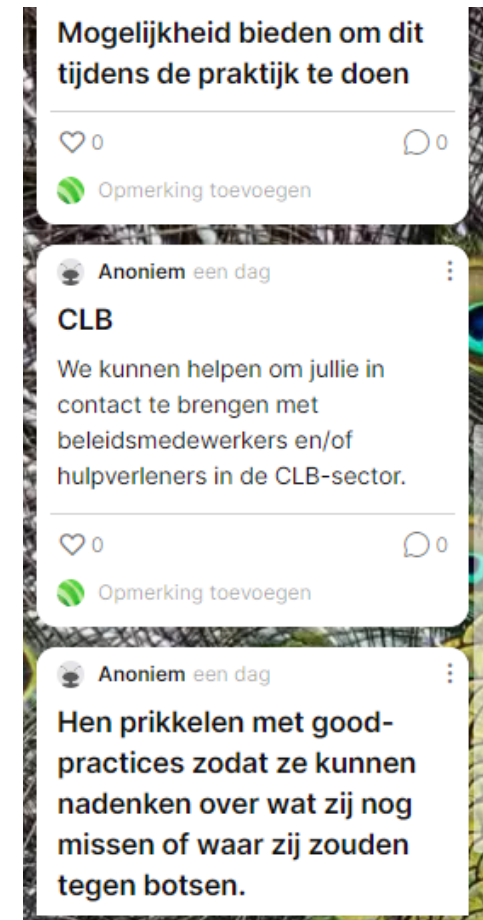 Mogelijkheid bieden om dit
tijdens de praktijk te doen
0 0
Opmerking toevoegen
Anoniem een dag
CLB
We kunnen helpen om jullie in
contact te brengen met
beleidsmedewerkers en/of
hulpverleners in de CLB-sector.
0 0
Opmerking toevoegen
Anoniem een dag
Hen prikkelen met good-
practices zodat ze kunnen
nadenken over wat zij nog
missen of waar zij zouden
tegen botsen.